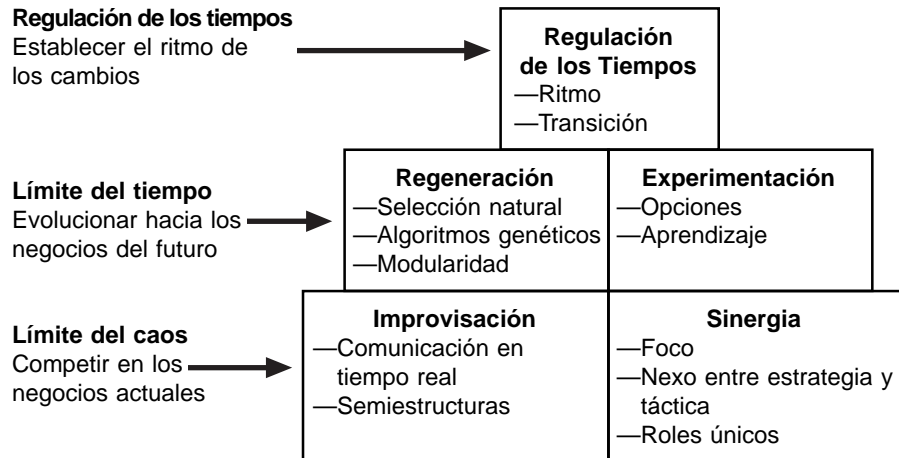 Regulación de los tiempos
Establecer el ritmo de
los cambios
Regulación
de los Tiempos
—Ritmo
—Transición
Límite del tiempo
Evolucionar hacia los
negocios del futuro
Regeneración
—Selección natural
—Algoritmos genéticos
—Modularidad
Experimentación
—Opciones
—Aprendizaje
Límite del caos
Competir en los
negocios actuales
Improvisación
—Comunicación en
tiempo real
—Semiestructuras
Sinergia
—Foco
—Nexo entre estrategia y
táctica
—Roles únicos